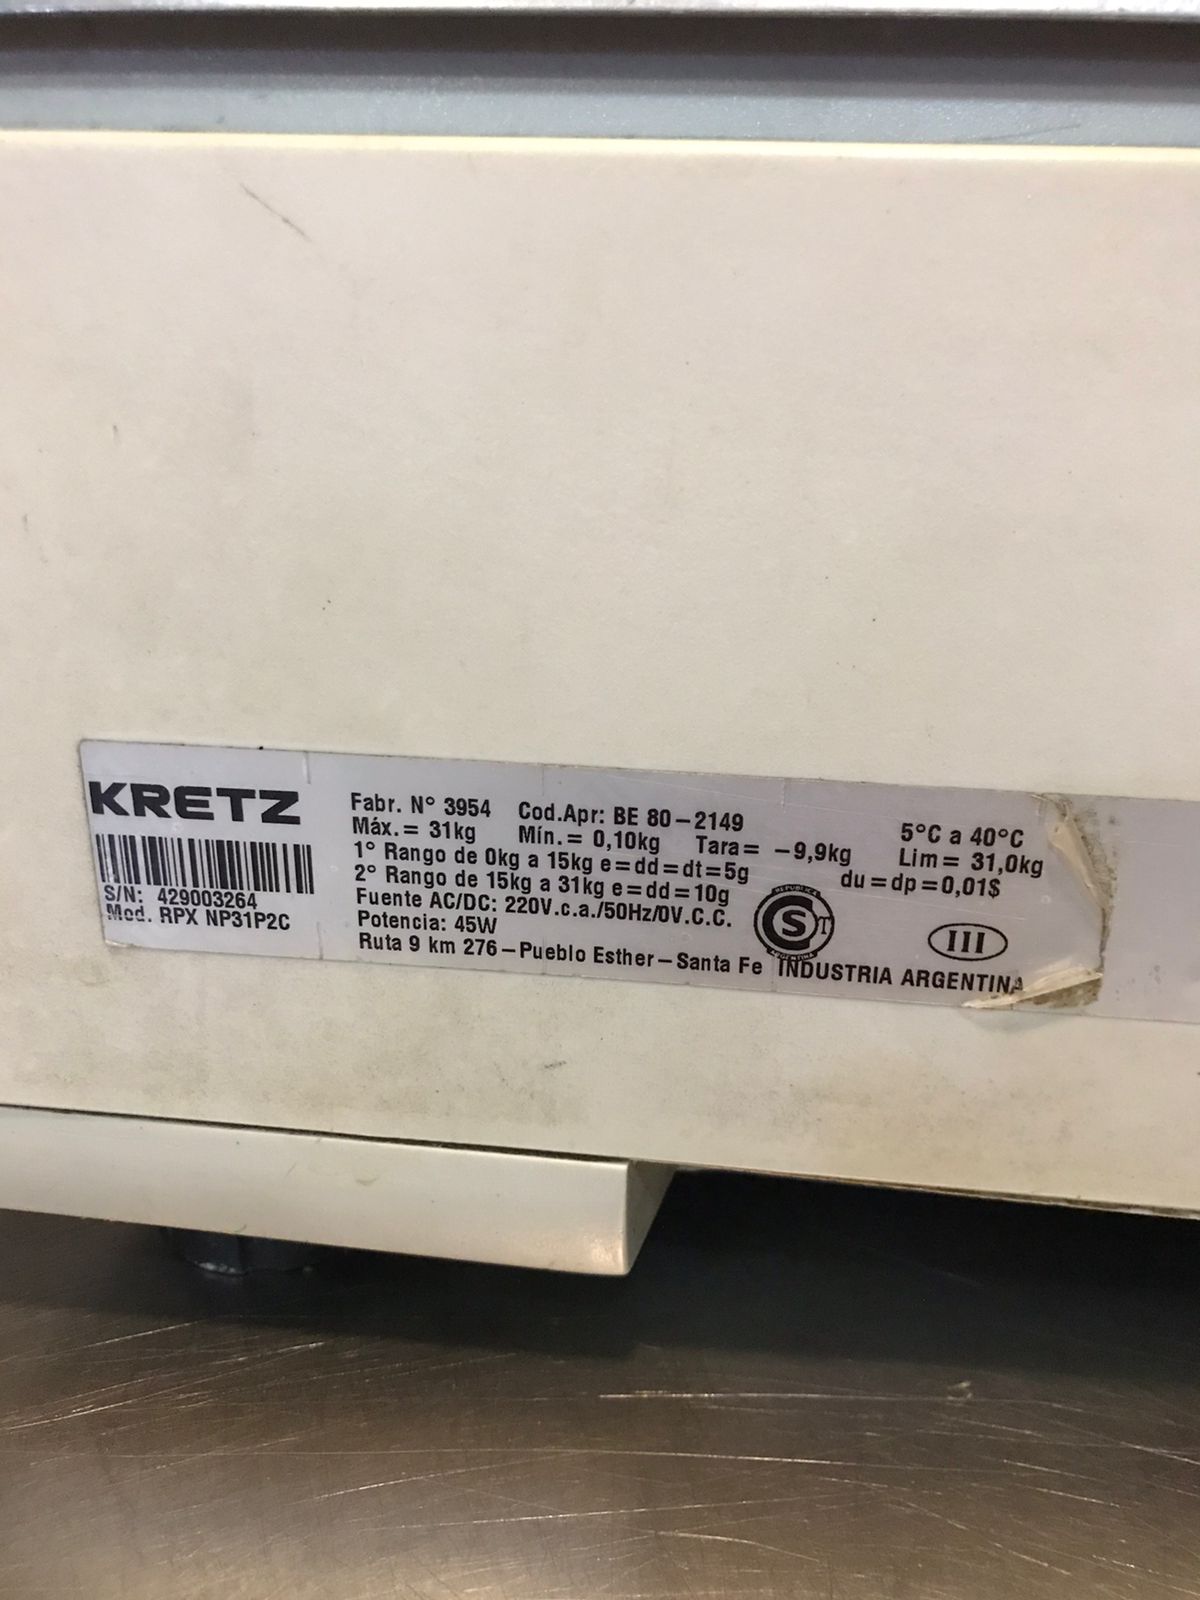 KRETZ
S/N: 429003264
Mod. RPX NP31P2C
Fabr. N° 3954 Cod.Apr: BE 80-2149 5°C a 40°C
Máx.= 31kg Mín.= 0,10kg Tara= -9,9kg Lim= 31,0kg
1° Rango de 0kg a 15kg e=dd=dt=5g du=dp=0,01$
2° Rango de 15kg a 31kg e=dd=10g
Fuente AC/DC: 220V.c.a./50Hz/0V.C.C.
Potencia: 45W
REPUBLICA
S T
ARGENTINA
III
Ruta 9 km 276-Pueblo Esther-Santa Fe INDUSTRIA ARGENTINA